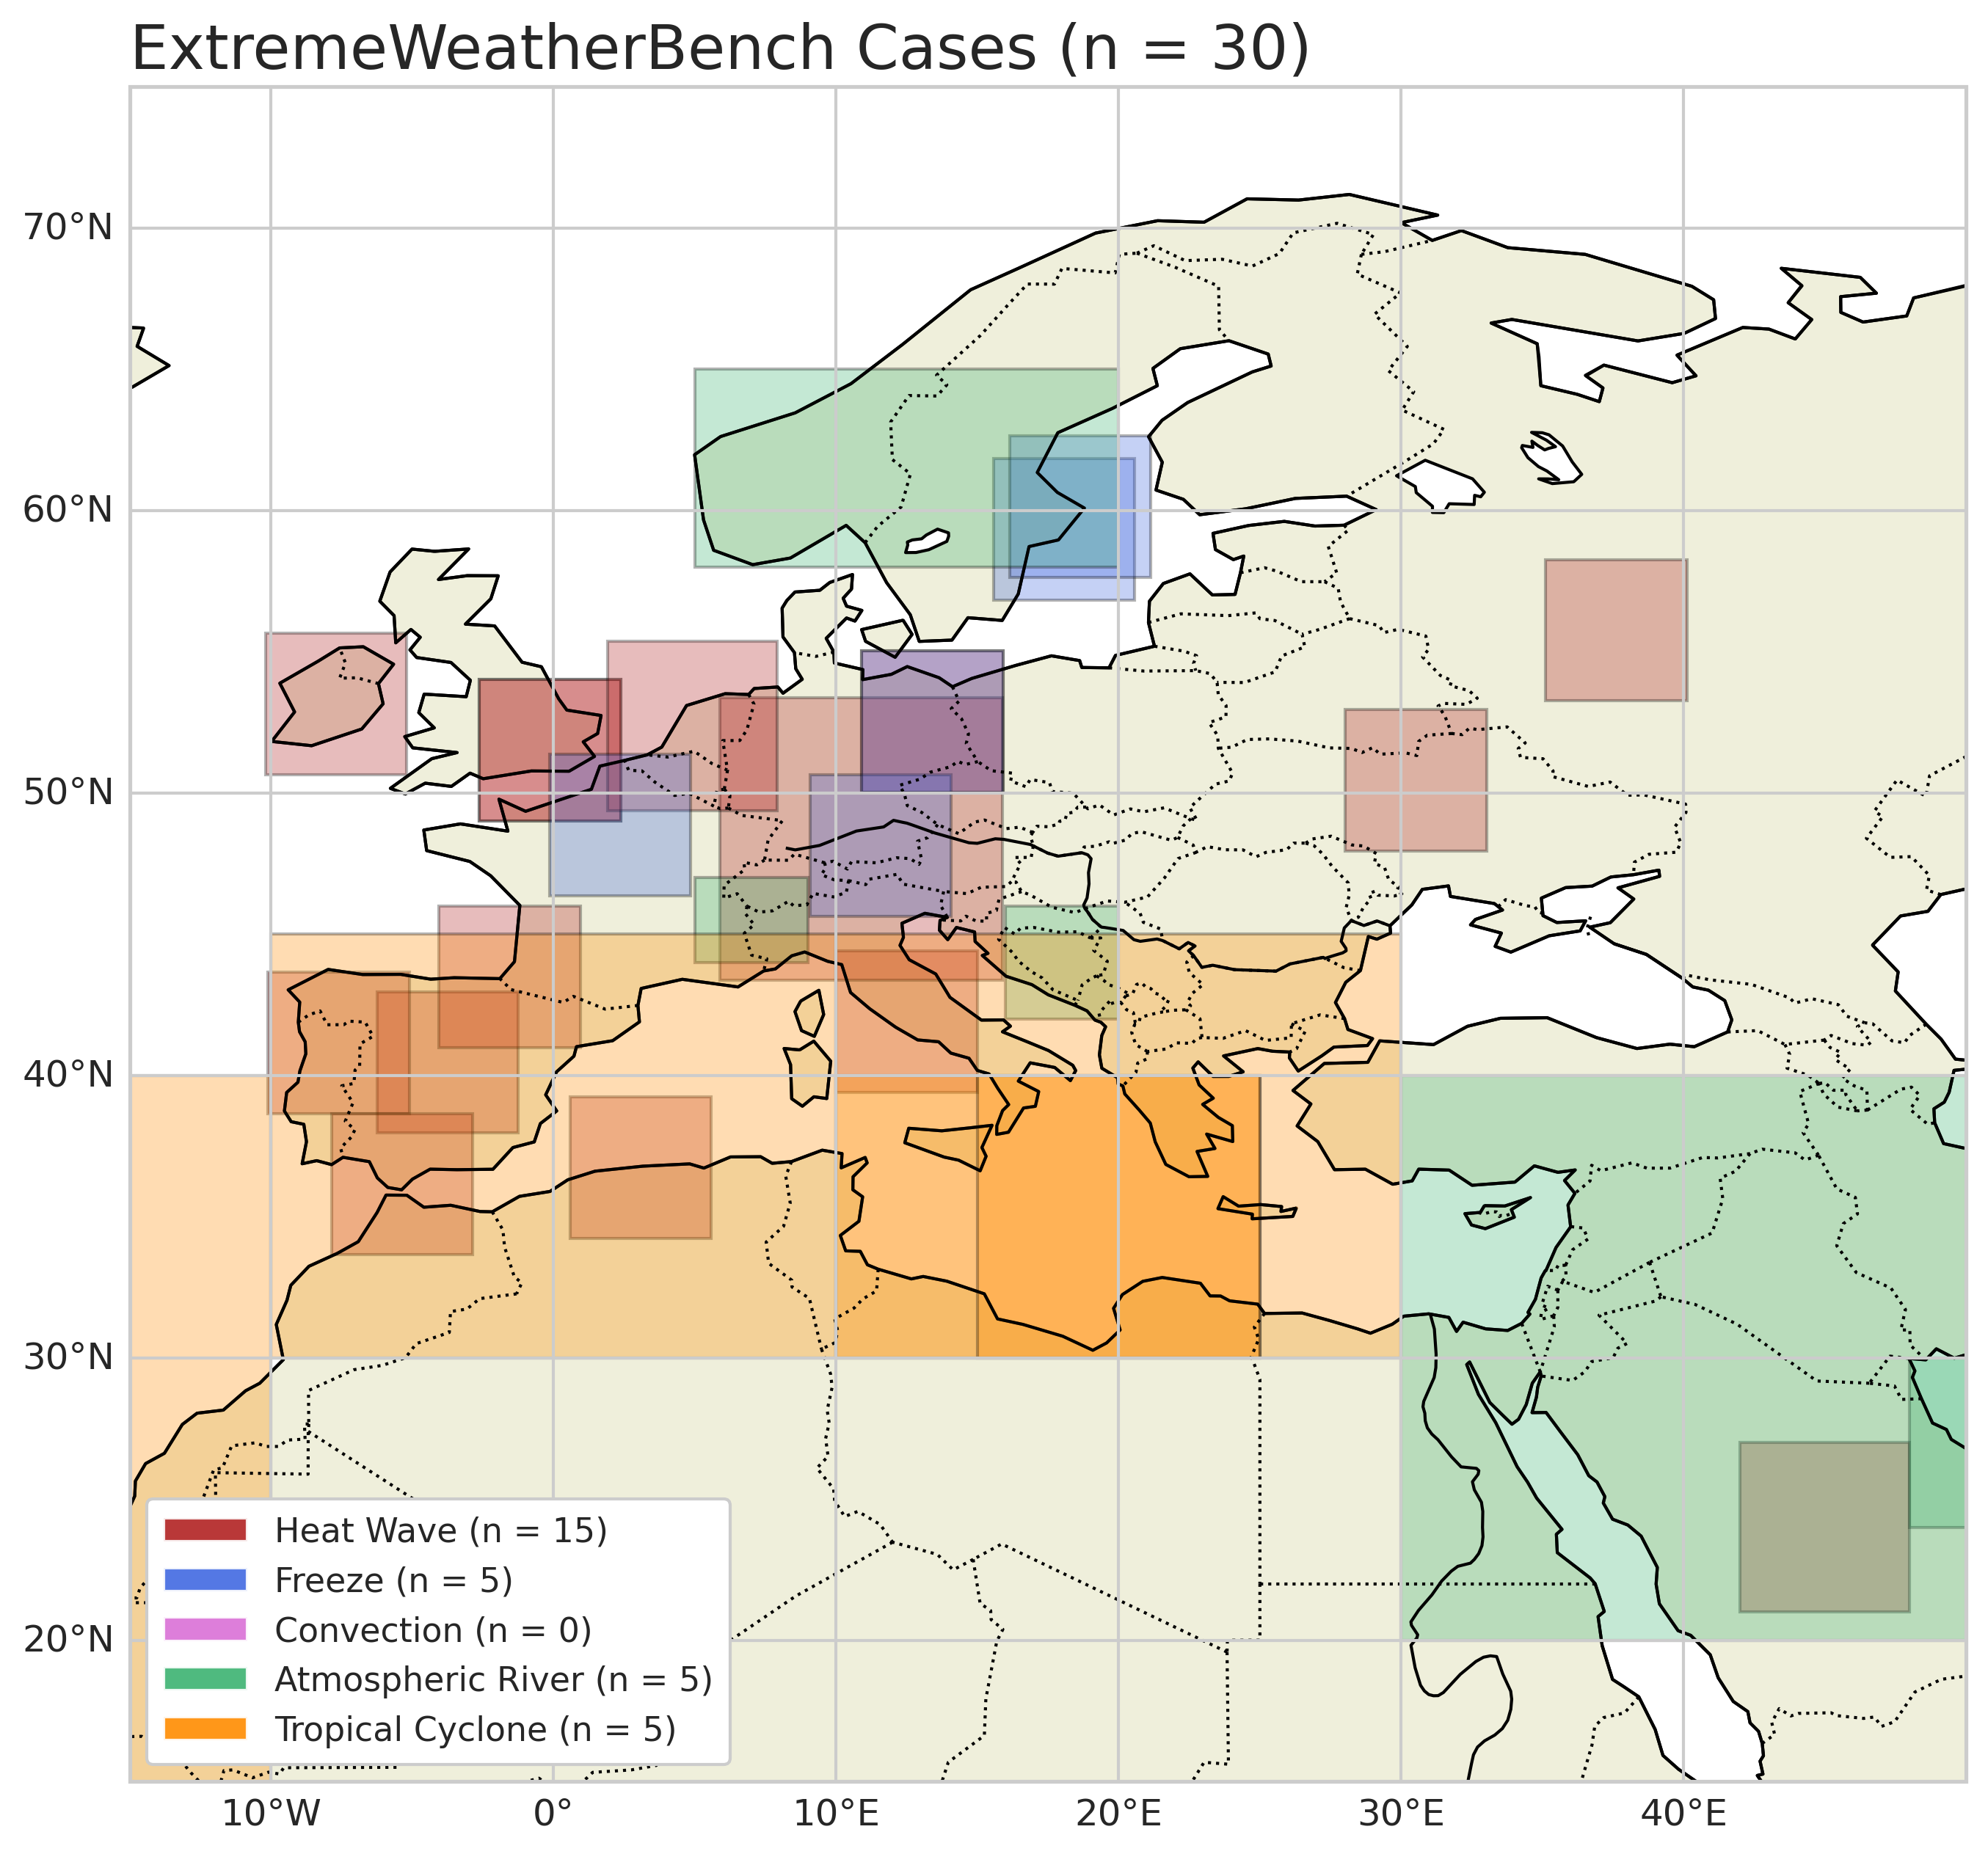 ExtremeWeatherBench Cases (n = 30)
70°N
60°N
50°N
40°N
30°N
20°N
Heat Wave (n = 15)
Freeze (n = 5)
Convection (n = 0)
Atmospheric River (n = 5)
Tropical Cyclone (n = 5)
10°W 0° 10°E 20°E 30°E 40°E